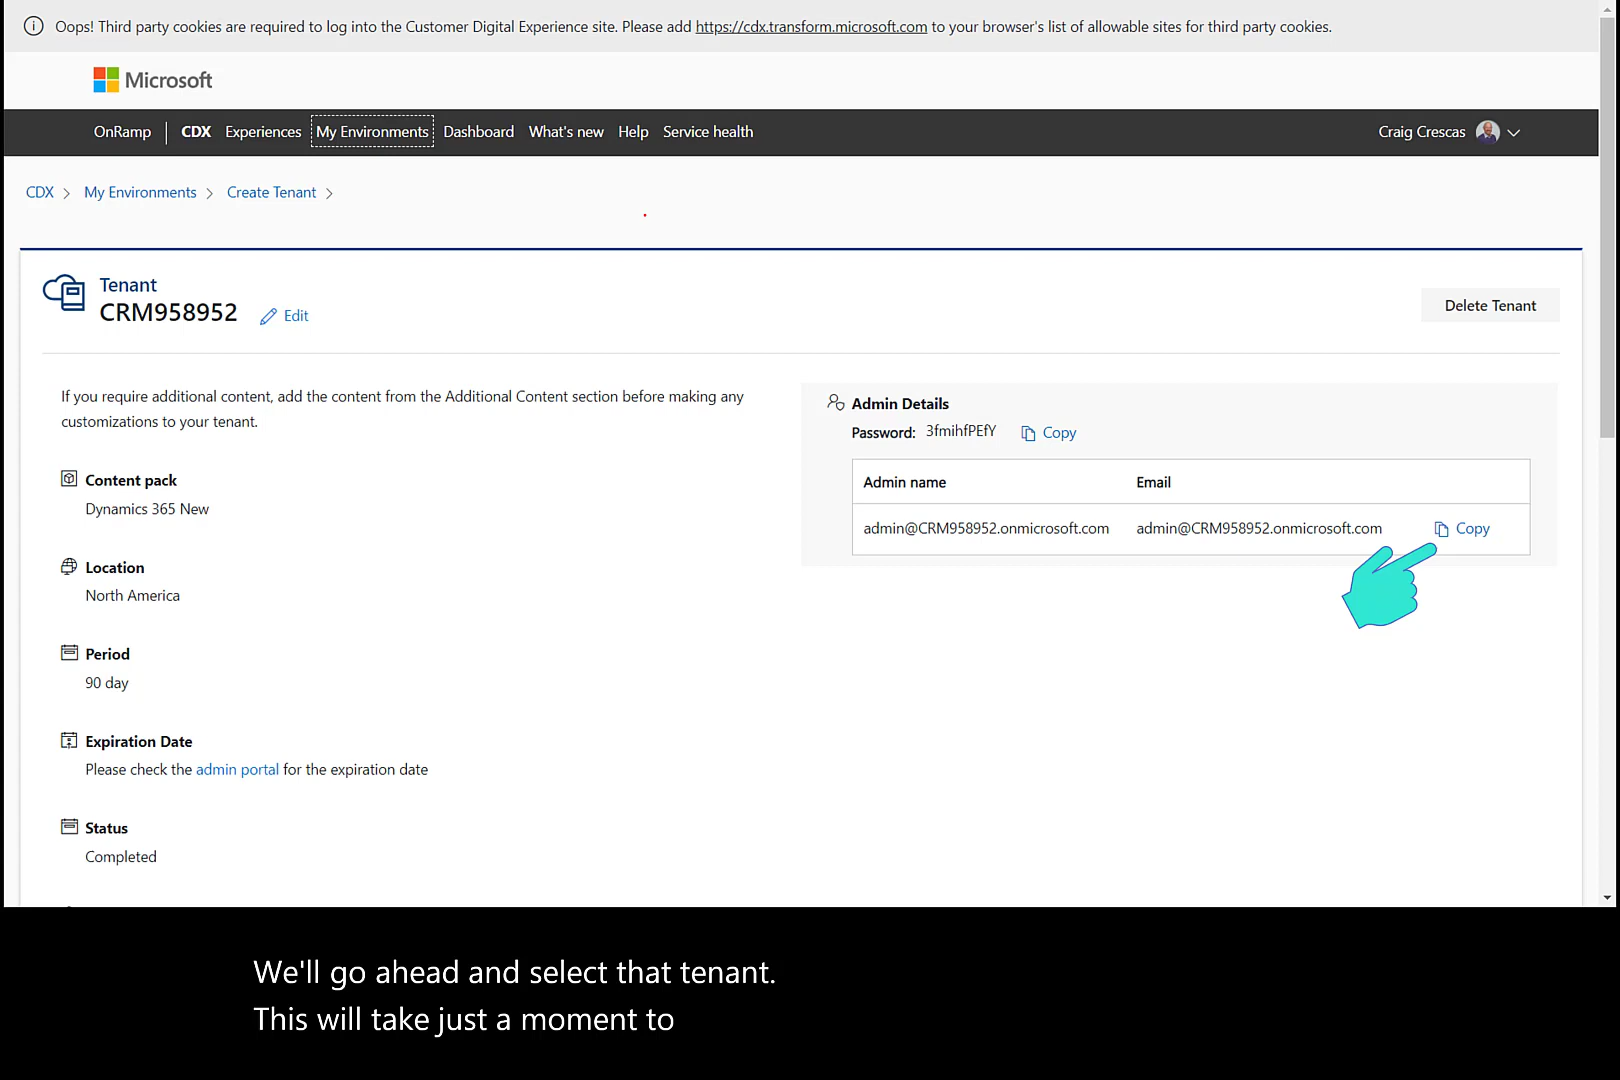 Oops! Third party cookies are required to log into the Customer Digital Experience site. Please add https://cdx.transform.microsoft.com to your browser's list of allowable sites for third party cookies.
Microsoft
OnRamp | CDX Experiences My Environments Dashboard What's new Help Service health Craig Crescas
CDX > My Environments > Create Tenant >
Tenant
CRM958952 Edit
Delete Tenant
If you require additional content, add the content from the Additional Content section before making any
customizations to your tenant.
Content pack
Dynamics 365 New
Location
North America
Period
90 day
Expiration Date
Please check the admin portal for the expiration date
Status
Completed
Admin Details
Password: 3fmihfPEfY Copy
Admin name Email
admin@CRM958952.onmicrosoft.com admin@CRM958952.onmicrosoft.com Copy
We'll go ahead and select that tenant.
This will take just a moment to